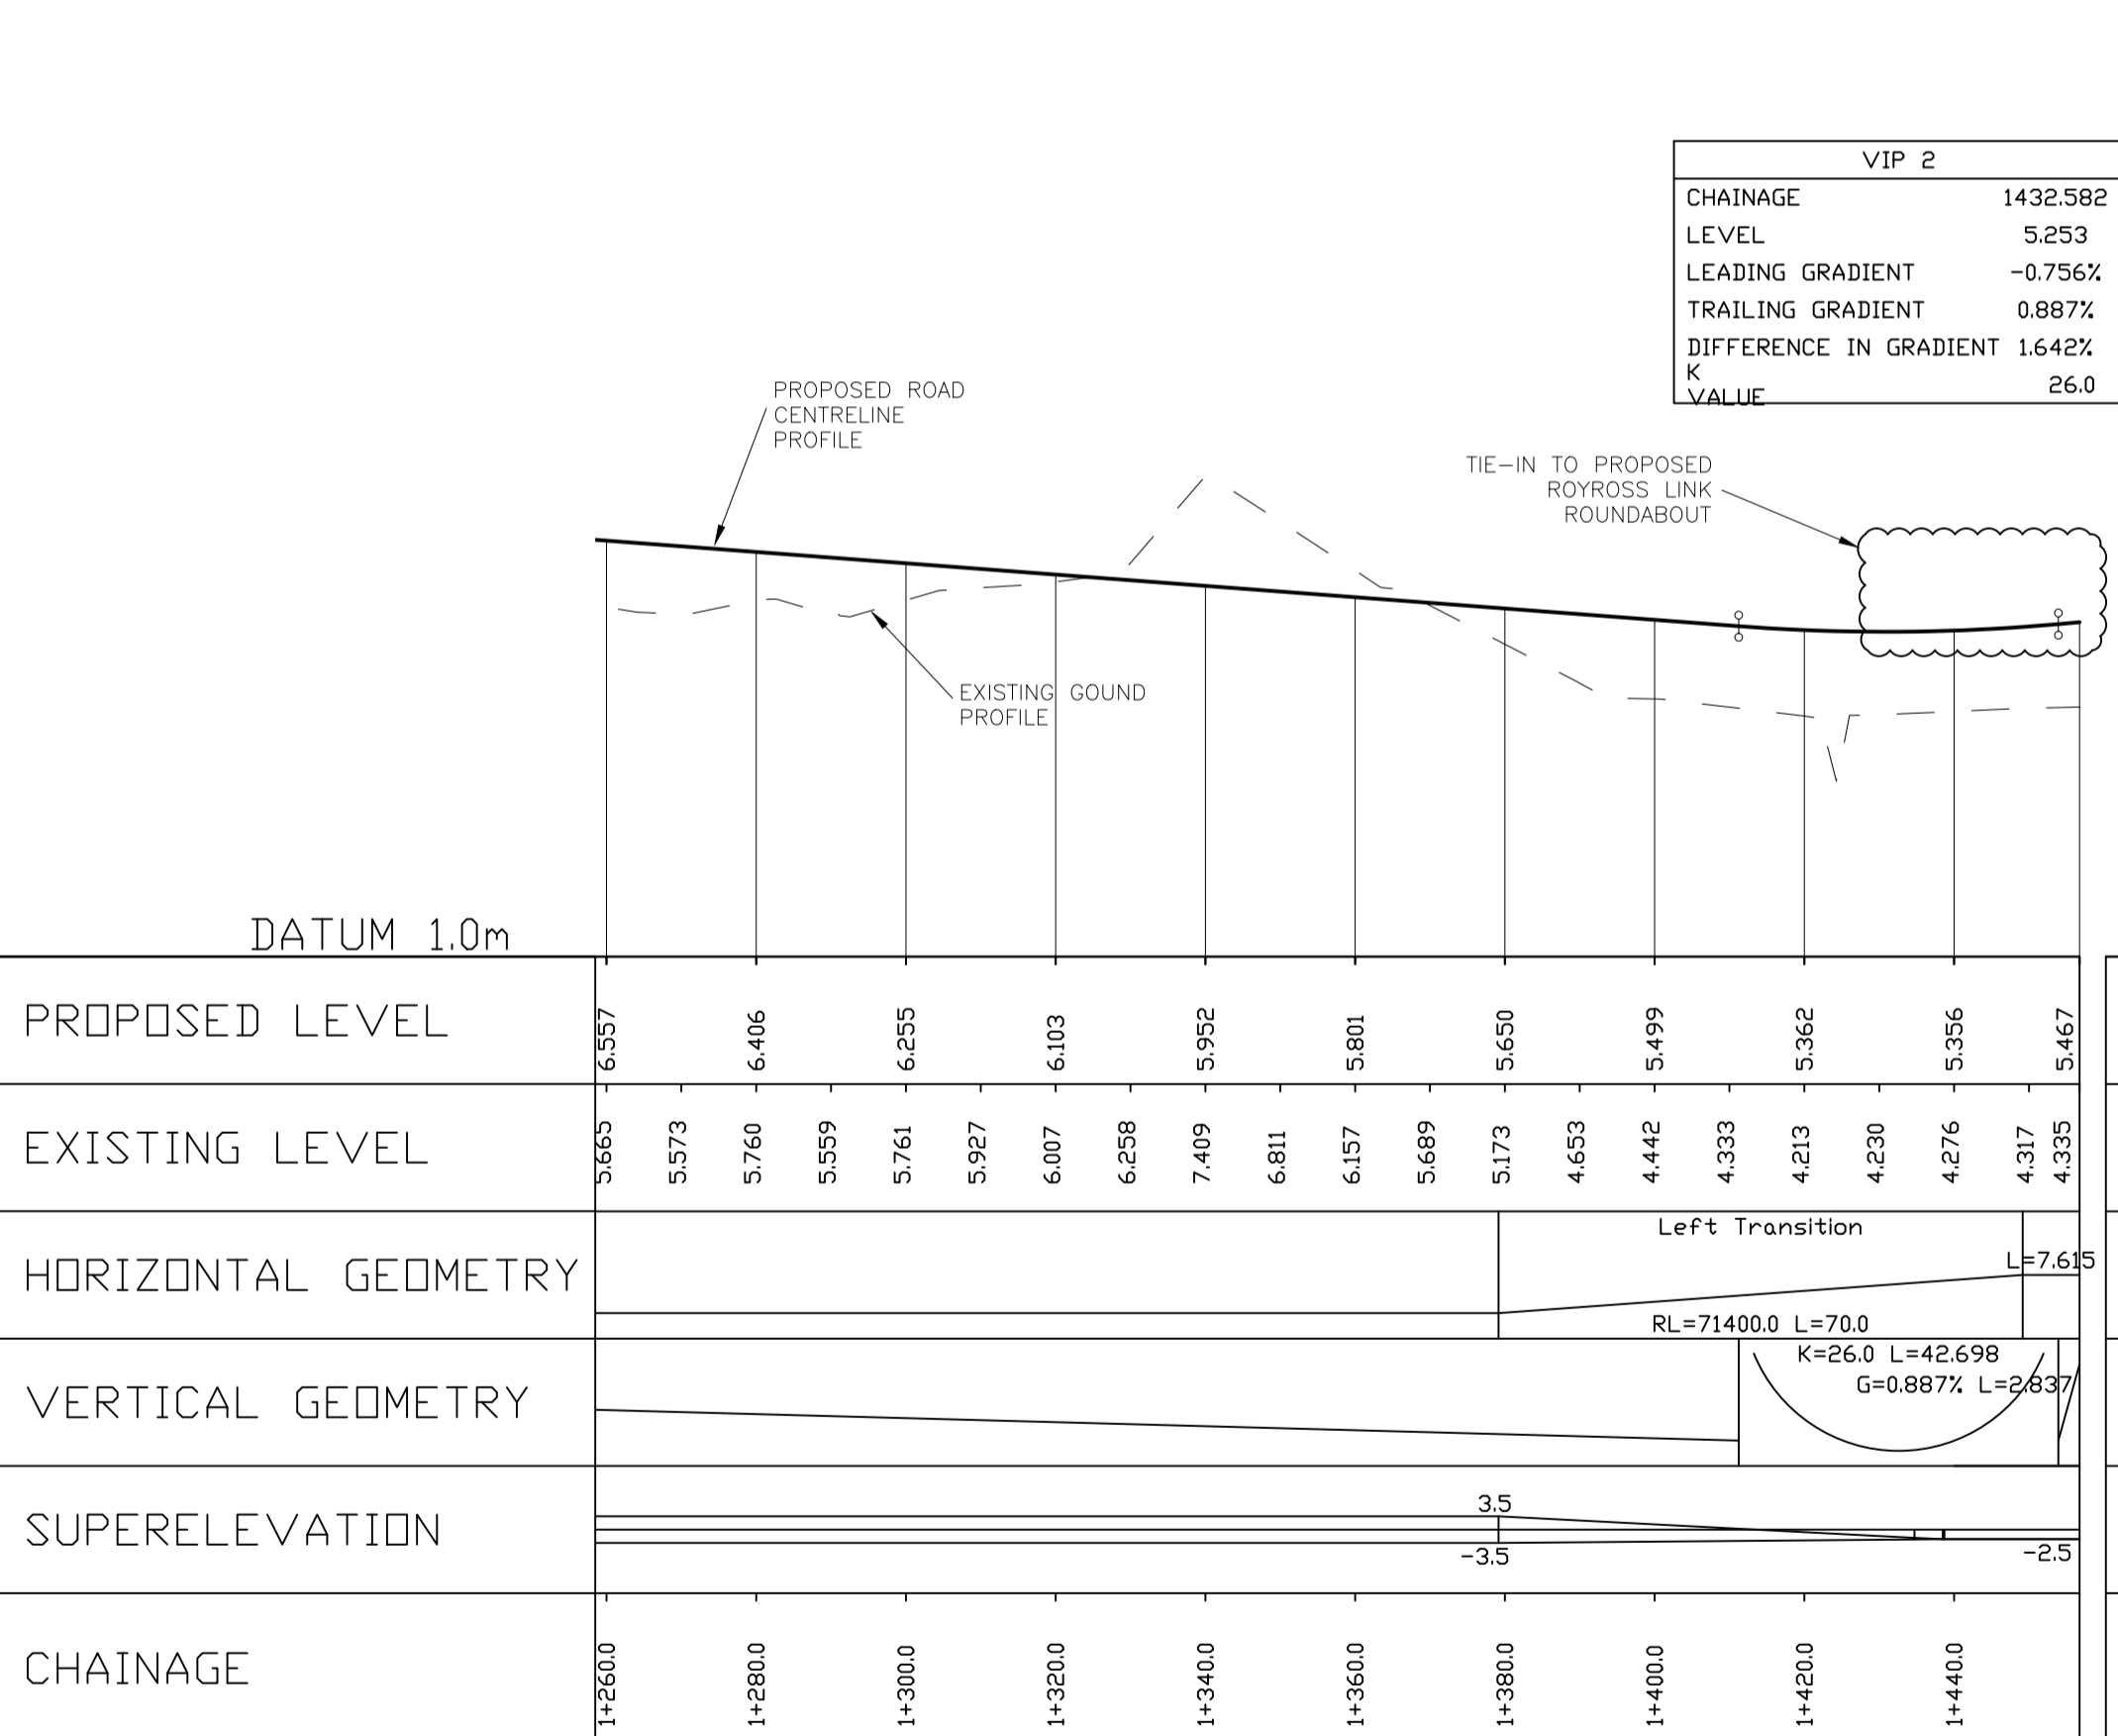 VIP 2
CHAINAGE 1432.582
LEVEL 5.253
LEADING GRADIENT -0.756%
TRAILING GRADIENT 0.887%
DIFFERENCE IN GRADIENT 1.642%
K
VALUE 26.0
PROPOSED ROAD
CENTRELINE
PROFILE
TIE-IN TO PROPOSED
ROYROSS LINK
ROUNDABOUT
EXISTING GOUND
PROFILE
DATUM 1.0m
PROPOSED LEVEL 6.557 6.406 6.255 6.103 5.952 5.801 5.650 5.499 5.362 5.356 5.467
EXISTING LEVEL 5.665 5.573 5.760 5.559 5.761 5.927 6.007 6.258 7.409 6.811 6.157 5.689 5.173 4.653 4.442 4.333 4.213 4.230 4.276 4.317 4.335
HORIZONTAL GEOMETRY
Left Transition
L=7.615
RL=71400.0 L=70.0
VERTICAL GEOMETRY
K=26.0 L=42.698
G=0.887% L=2.837
SUPERELEVATION
3.5
-3.5
-2.5
CHAINAGE 1+260.0 1+280.0 1+300.0 1+320.0 1+340.0 1+360.0 1+380.0 1+400.0 1+420.0 1+440.0